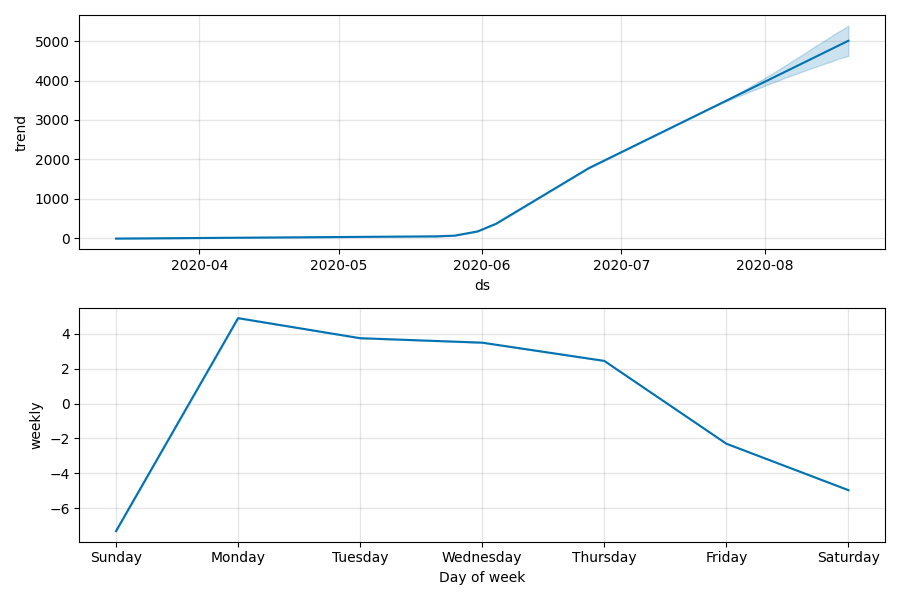 5000
4000
3000
2000
1000
0
trend
2020-04 2020-05 2020-06 2020-07 2020-08
ds
4
2
0
−2
−4
−6
weekly
Sunday Monday Tuesday Wednesday Thursday Friday Saturday
Day of week